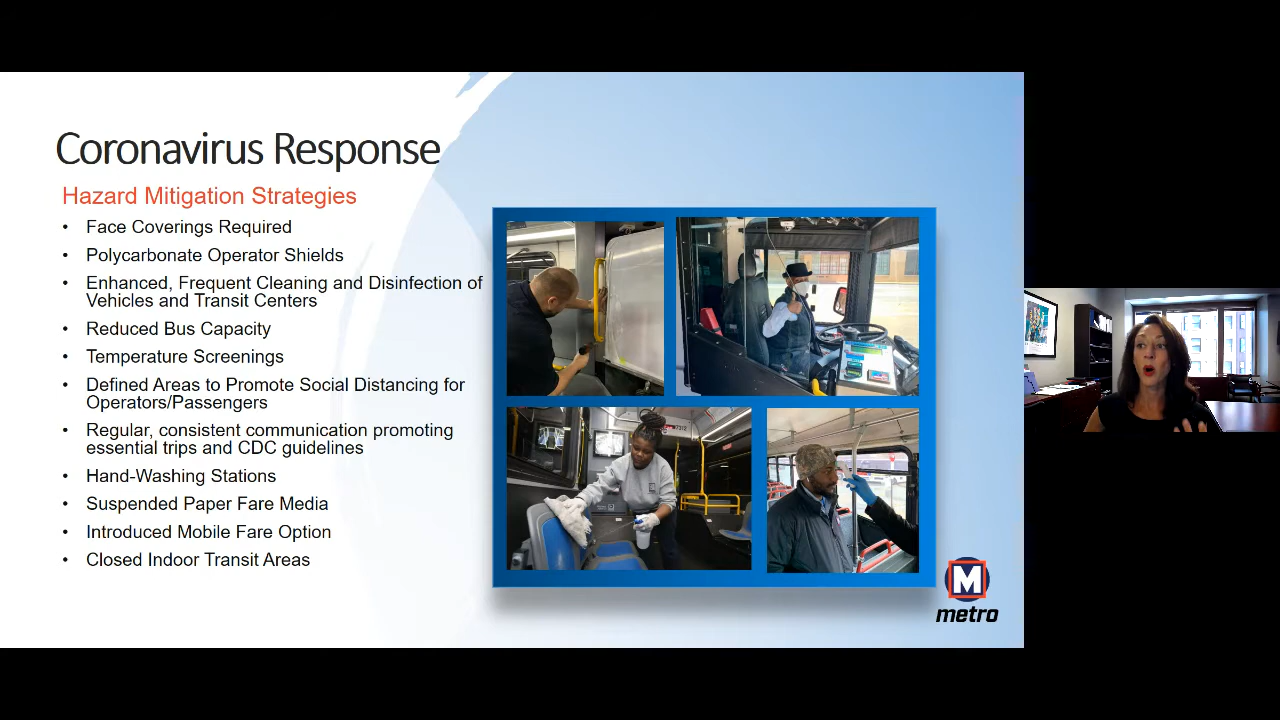 Coronavirus Response
Hazard Mitigation Strategies
• Face Coverings Required
• Polycarbonate Operator Shields
• Enhanced, Frequent Cleaning and Disinfection of
Vehicles and Transit Centers
• Reduced Bus Capacity
• Temperature Screenings
• Defined Areas to Promote Social Distancing for
Operators/Passengers
• Regular, consistent communication promoting
essential trips and CDC guidelines
• Hand-Washing Stations
• Suspended Paper Fare Media
• Introduced Mobile Fare Option
• Closed Indoor Transit Areas
M
metro